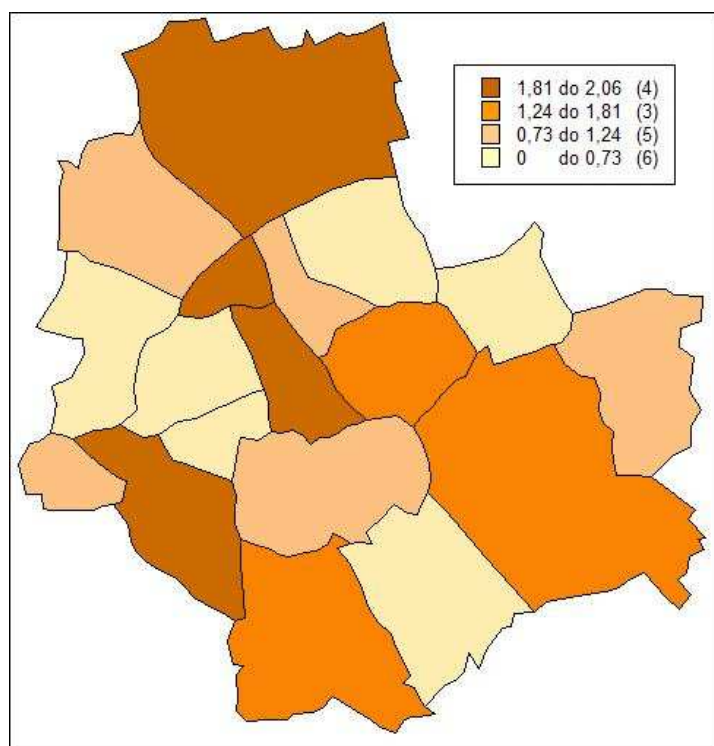 1,81 do 2,06 (4)
1,24 do 1,81 (3)
0,73 do 1,24 (5)
0 do 0,73 (6)